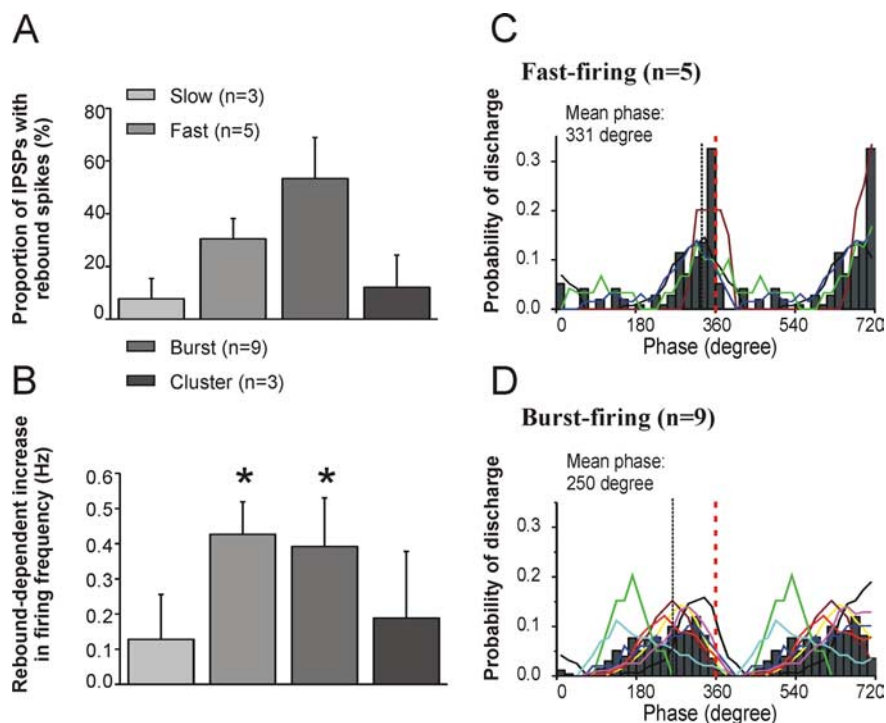 A
Slow (n=3)
Fast (n=5)
Proportion of IPSPs with
rebound spikes (%)
80
60
40
20
0
Burst (n=9)
Cluster (n=3)
B
Rebound-dependent increase
in firing frequency (Hz)
0.6
0.5
0.4
0.3
0.2
0.1
0.0
* *
C
Fast-firing (n=5)
Mean phase:
331 degree
Probability of discharge
0.3
0.2
0.1
0.0
0 180 360 540 720
Phase (degree)
D
Burst-firing (n=9)
Mean phase:
250 degree
Probability of discharge
0.3
0.2
0.1
0.0
0 180 360 540 720
Phase (degree)